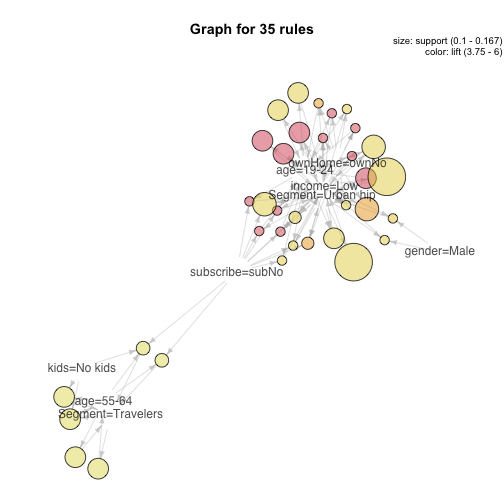 Graph for 35 rules
size: support (0.1 - 0.167)
color: lift (3.75 - 6)
ownHome=ownNo
age=19-24
income=Low
Segment=Urban hip
gender=Male
subscribe=subNo
kids=No kids
age=55-64
Segment=Travelers